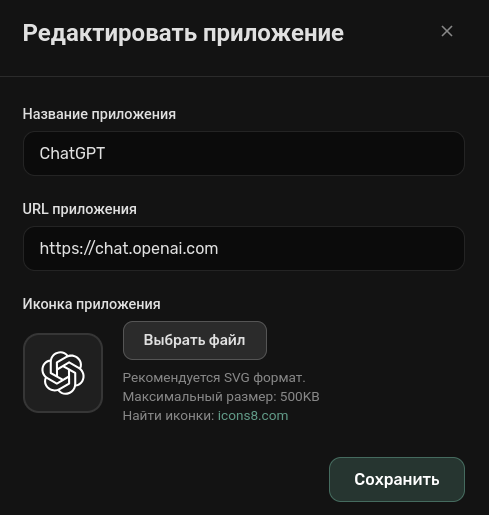 Редактировать приложение
Название приложения
ChatGPT
URL приложения
https://chat.openai.com
Иконка приложения
Выбрать файл
Рекомендуется SVG формат.
Максимальный размер: 500KB
Найти иконки: icons8.com
Сохранить